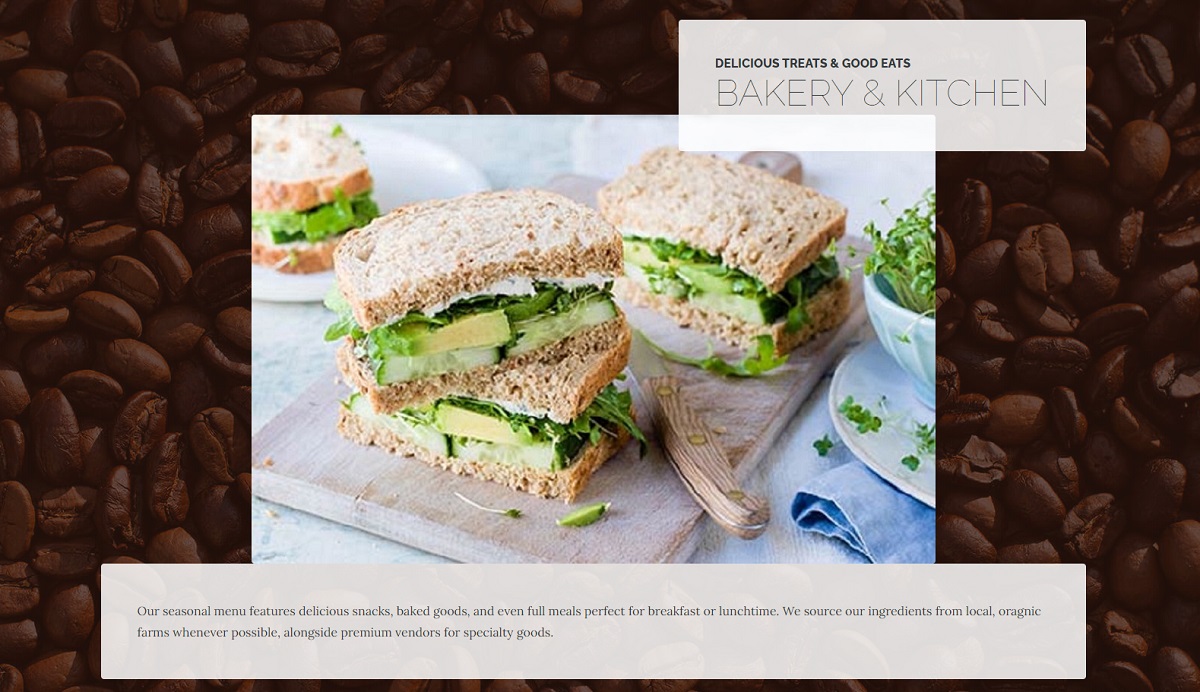 DELICIOUS TREATS & GOOD EATS
BAKERY & KITCHEN
Our seasonal menu features delicious snacks, baked goods, and even full meals perfect for breakfast or lunchtime. We source our ingredients from local, oragnic
farms whenever possible, alongside premium vendors for specialty goods.